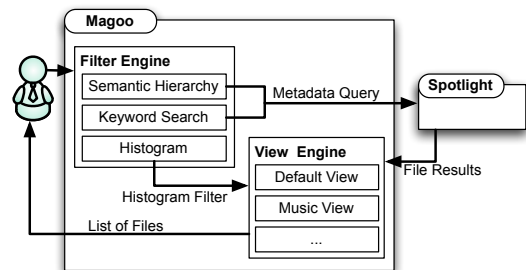 Magoo
Filter Engine
Semantic Hierarchy
Keyword Search
Histogram
Metadata Query
Spotlight
View Engine
Default View
Music View
...
File Results
Histogram Filter
List of Files